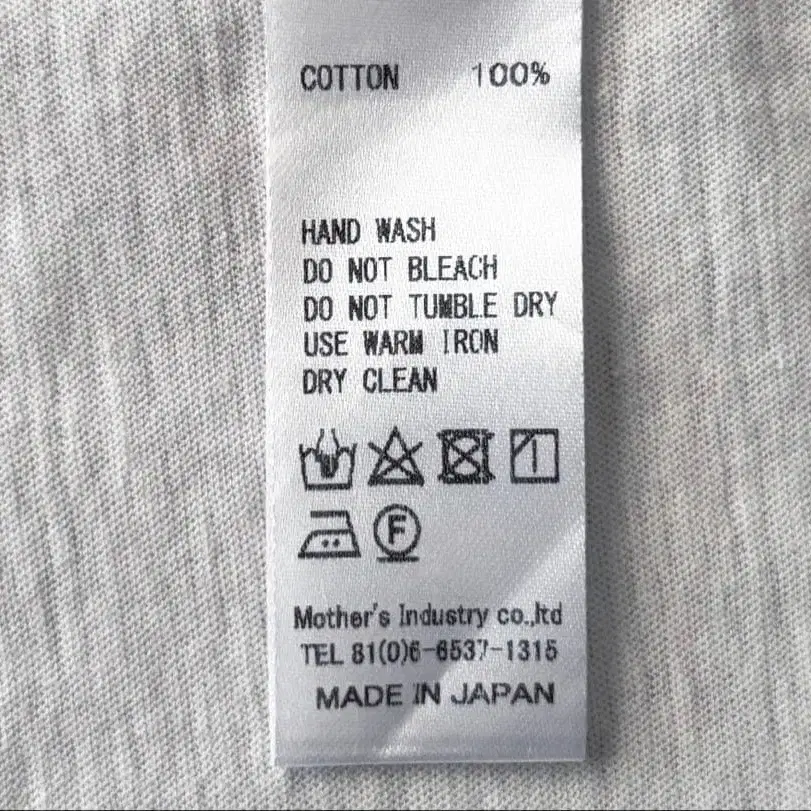 COTTON 100%
HAND WASH
DO NOT BLEACH
DO NOT TUMBLE DRY
USE WARM IRON
DRY CLEAN
F
Mother's Industry co.,ltd
TEL 81(0)6-6537-1315
MADE IN JAPAN